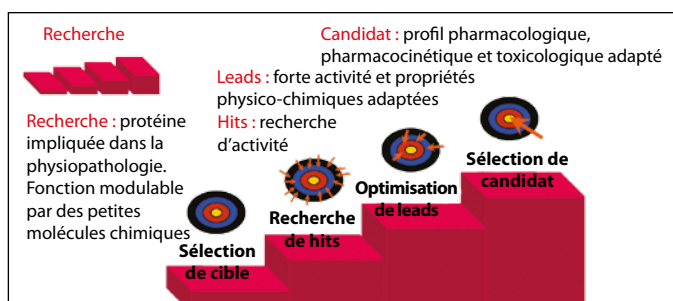 Recherche
Candidat : profil pharmacologique,
pharmacocinétique et toxicologique adapté
Leads : forte activité et propriétés
physico-chimiques adaptées
Hits : recherche
d’activité
Recherche : protéine
impliquée dans la
physiopathologie.
Fonction modulable
par des petites
molécules chimiques
Sélection
de cible
Recherche
de hits
Optimisation
de leads
Sélection de
candidat